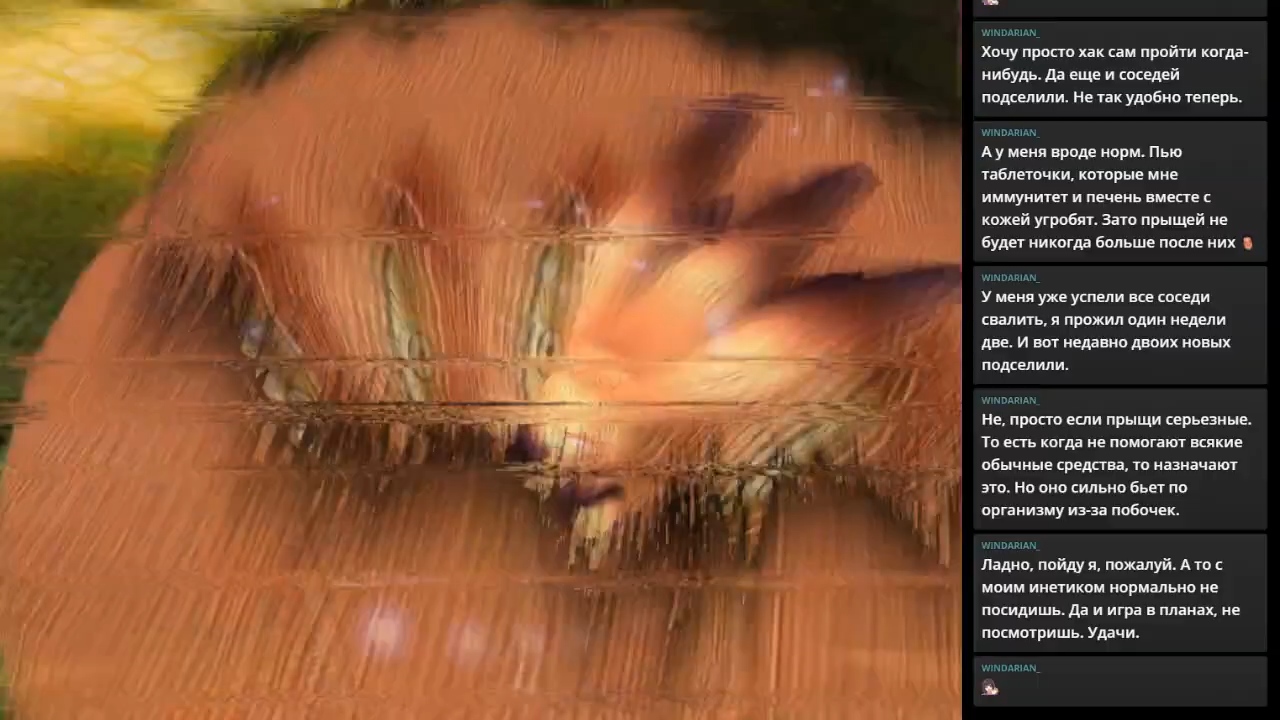 WINDARIAN_
Хочу просто хак сам пройти когда-
нибудь. Да еще и соседей
подселили. Не так удобно теперь.
WINDARIAN_
А у меня вроде норм. Пью
таблеточки, которые мне
иммунитет и печень вместе с
кожей угробят. Зато прыщей не
будет никогда больше после них
WINDARIAN_
У меня уже успели все соседи
свалить, я прожил один недели
две. И вот недавно двоих новых
подселили.
WINDARIAN_
Не, просто если прыщи серьезные.
То есть когда не помогают всякие
обычные средства, то назначают
это. Но оно сильно бьет по
организму из-за побочек.
WINDARIAN_
Ладно, пойду я, пожалуй. А то с
моим инетиком нормально не
посидишь. Да и игра в планах, не
посмотришь. Удачи.
WINDARIAN_